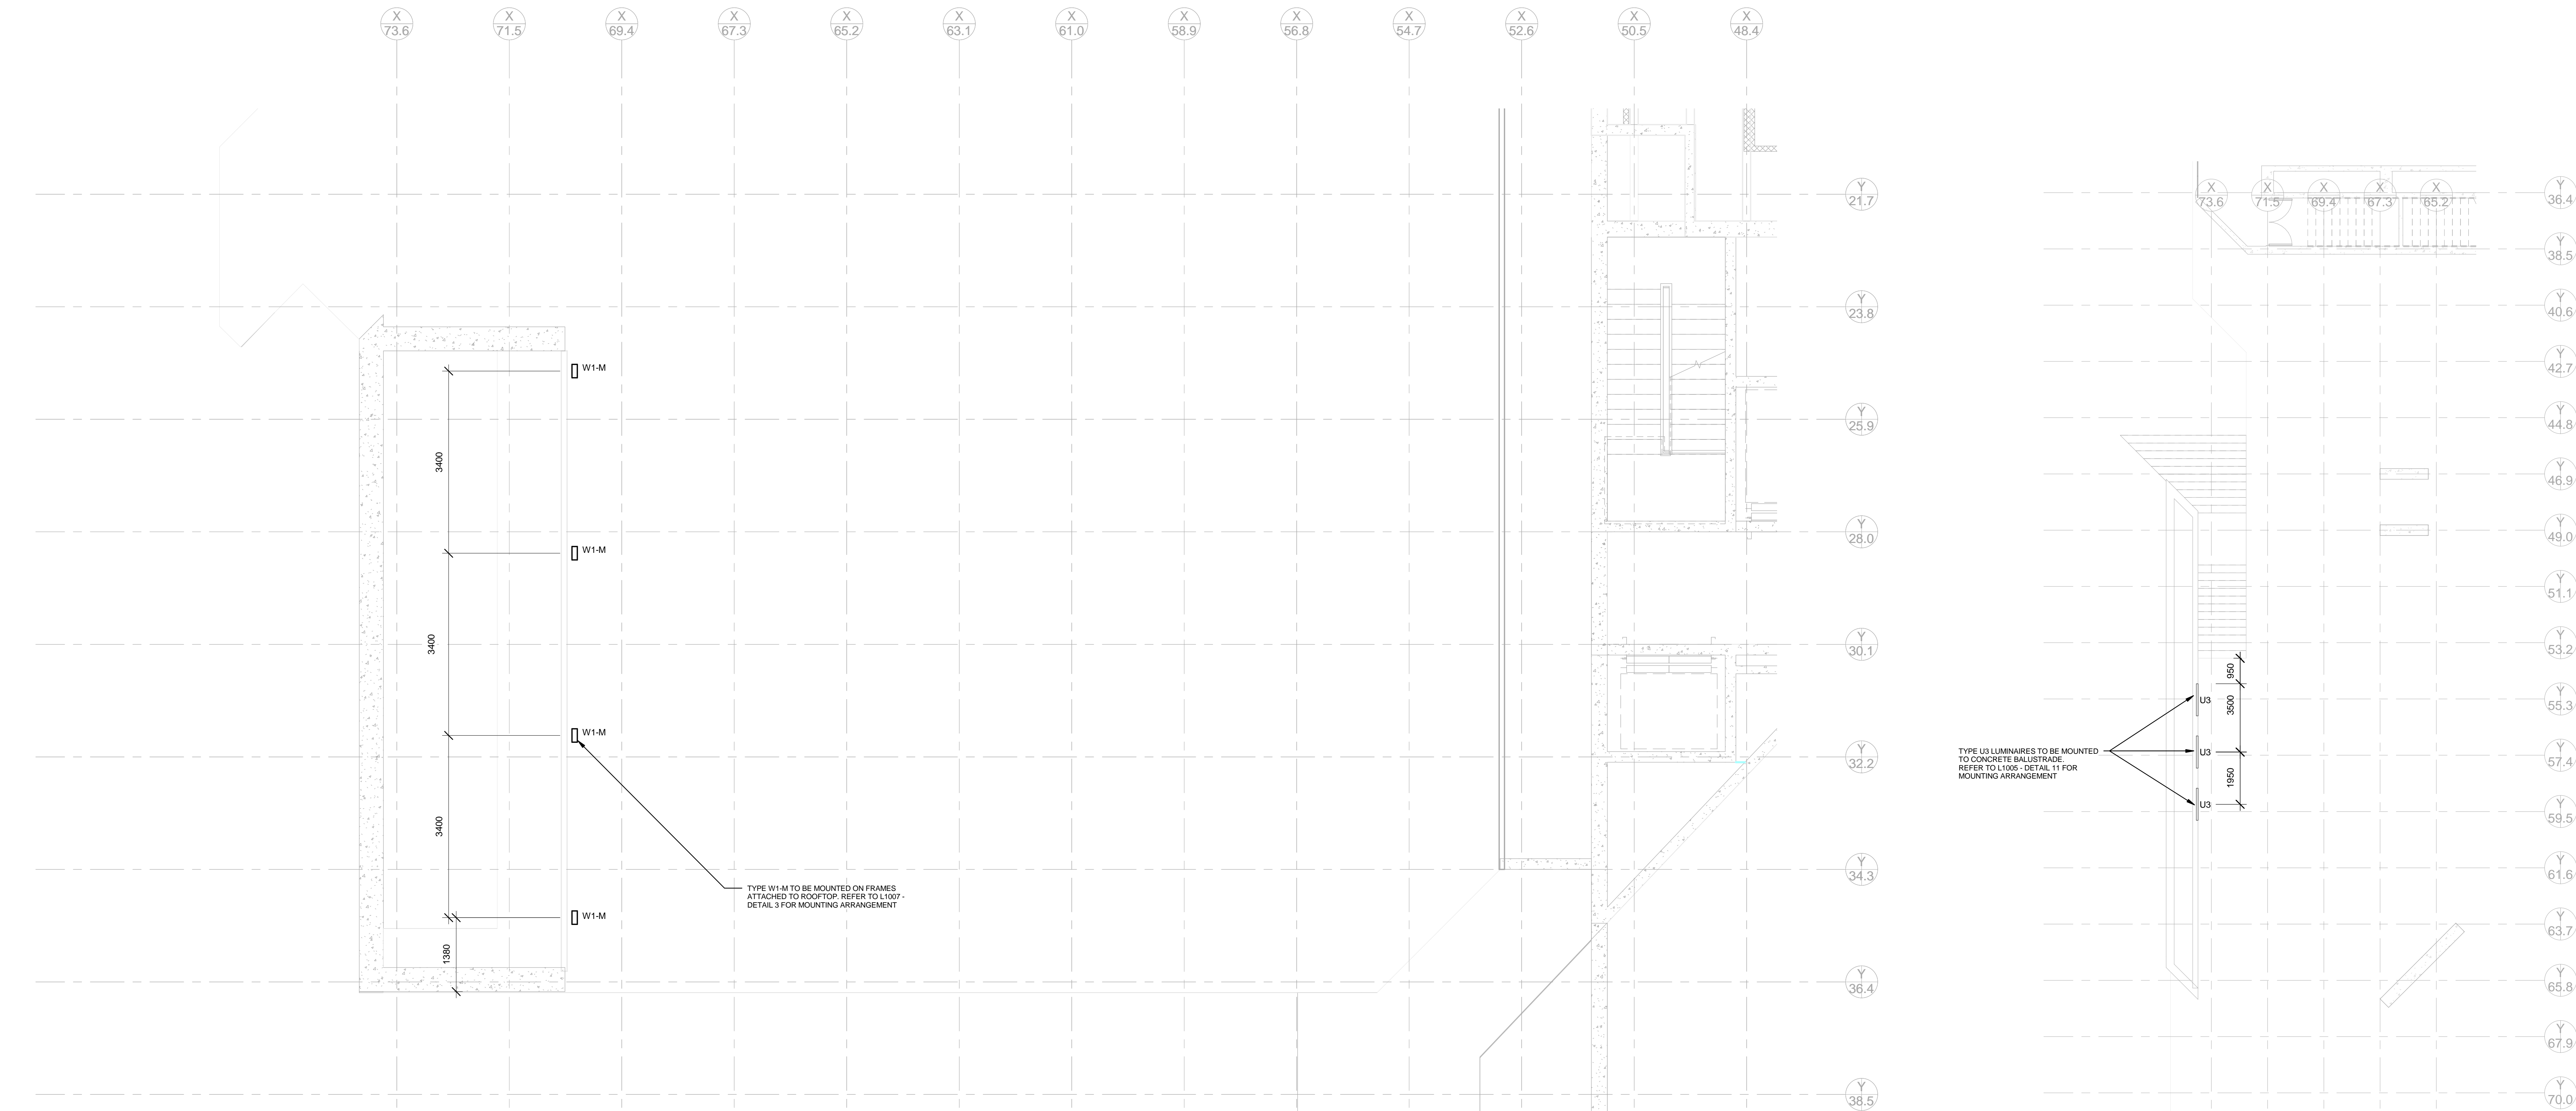 X
73.6
X
71.5
X
69.4
X
67.3
X
65.2
X
63.1
X
61.0
X
58.9
X
56.8
X
54.7
X
52.6
X
50.5
X
48.4
Y
21.7
Y
23.8
Y
25.9
Y
28.0
Y
30.1
Y
32.2
Y
34.3
Y
36.4
Y
38.5
W1-M
W1-M
W1-M
W1-M
3400
3400
3400
1380
TYPE W1-M TO BE MOUNTED ON FRAMES
ATTACHED TO ROOFTOP. REFER TO L1007 -
DETAIL 3 FOR MOUNTING ARRANGEMENT
X
73.6
X
71.5
X
69.4
X
67.3
X
65.2
Y
36.4
Y
38.5
Y
40.6
Y
42.7
Y
44.8
Y
46.9
Y
49.0
Y
51.1
Y
53.2
Y
55.3
Y
57.4
Y
59.5
Y
61.6
Y
63.7
Y
65.8
Y
67.9
Y
70.0
950
3500
1950
U3
U3
U3
TYPE U3 LUMINAIRES TO BE MOUNTED
TO CONCRETE BALUSTRADE.
REFER TO L1005 - DETAIL 11 FOR
MOUNTING ARRANGEMENT